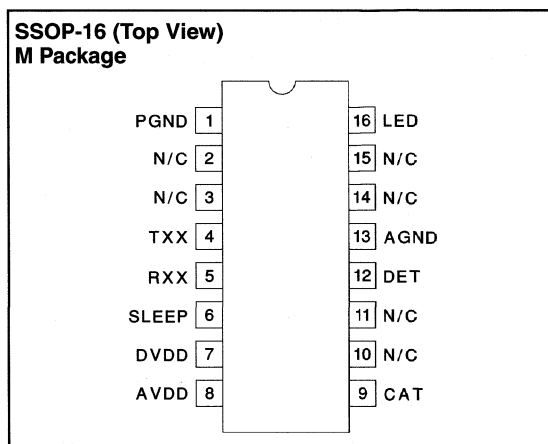 SSOP-16 (Top View)
M Package
PGND 1 16 LED
N/C 2 15 N/C
N/C 3 14 N/C
TXX 4 13 AGND
RXX 5 12 DET
SLEEP 6 11 N/C
DVDD 7 10 N/C
AVDD 8 9 CAT